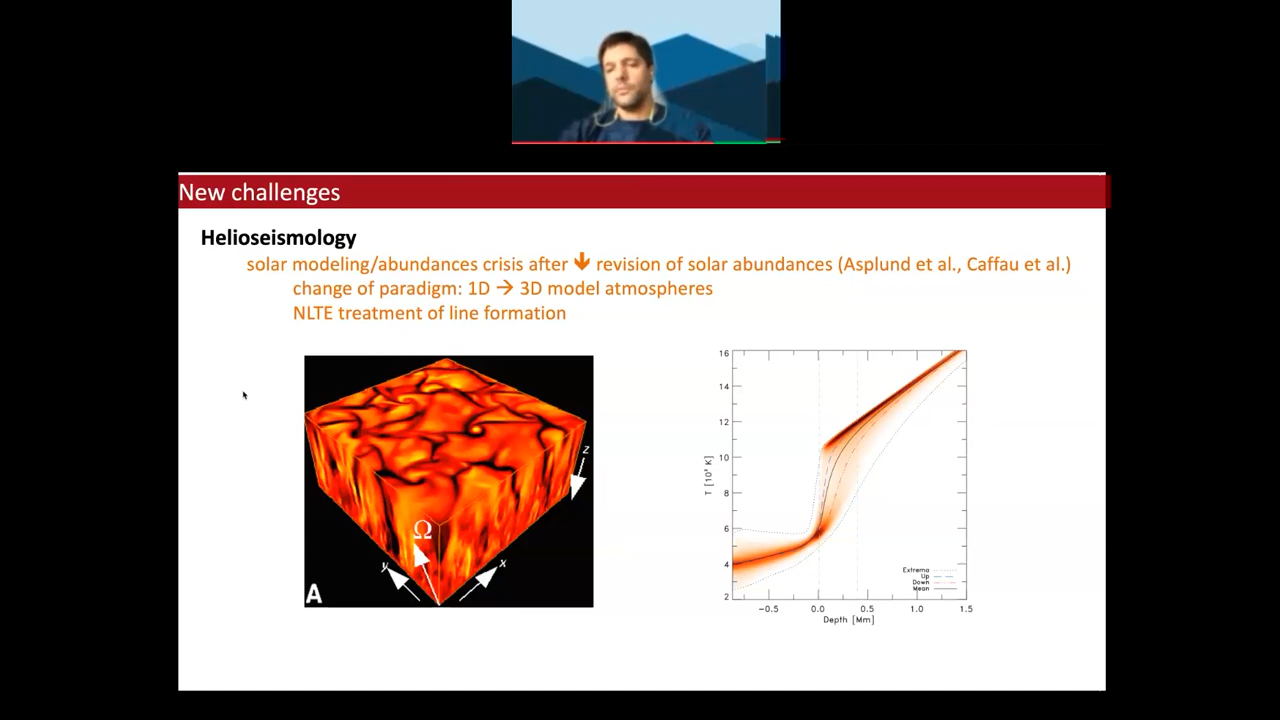 New challenges
Helioseismology
solar modeling/abundances crisis after 🡳 revision of solar abundances (Asplund et al., Caffau et al.)
change of paradigm: 1D → 3D model atmospheres
NLTE treatment of line formation
z
Ω
y
x
A
16
14
12
10
8
6
4
2
T [10³ K]
Extrema
Up
Down
Mean
−0.5 0.0 0.5 1.0 1.5
Depth [Mm]